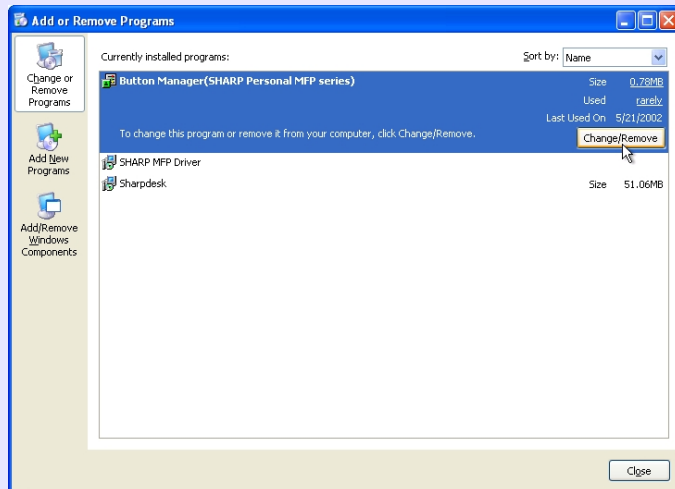 Add or Remove Programs
Change or
Remove
Programs
Add New
Programs
Add/Remove
Windows
Components
Currently installed programs:
Sort by: Name
Button Manager(SHARP Personal MFP series)
Size 0.78MB
Used rarely
Last Used On 5/21/2002
To change this program or remove it from your computer, click Change/Remove.
Change/Remove
SHARP MFP Driver
Sharpdesk
Size 51.06MB
Close